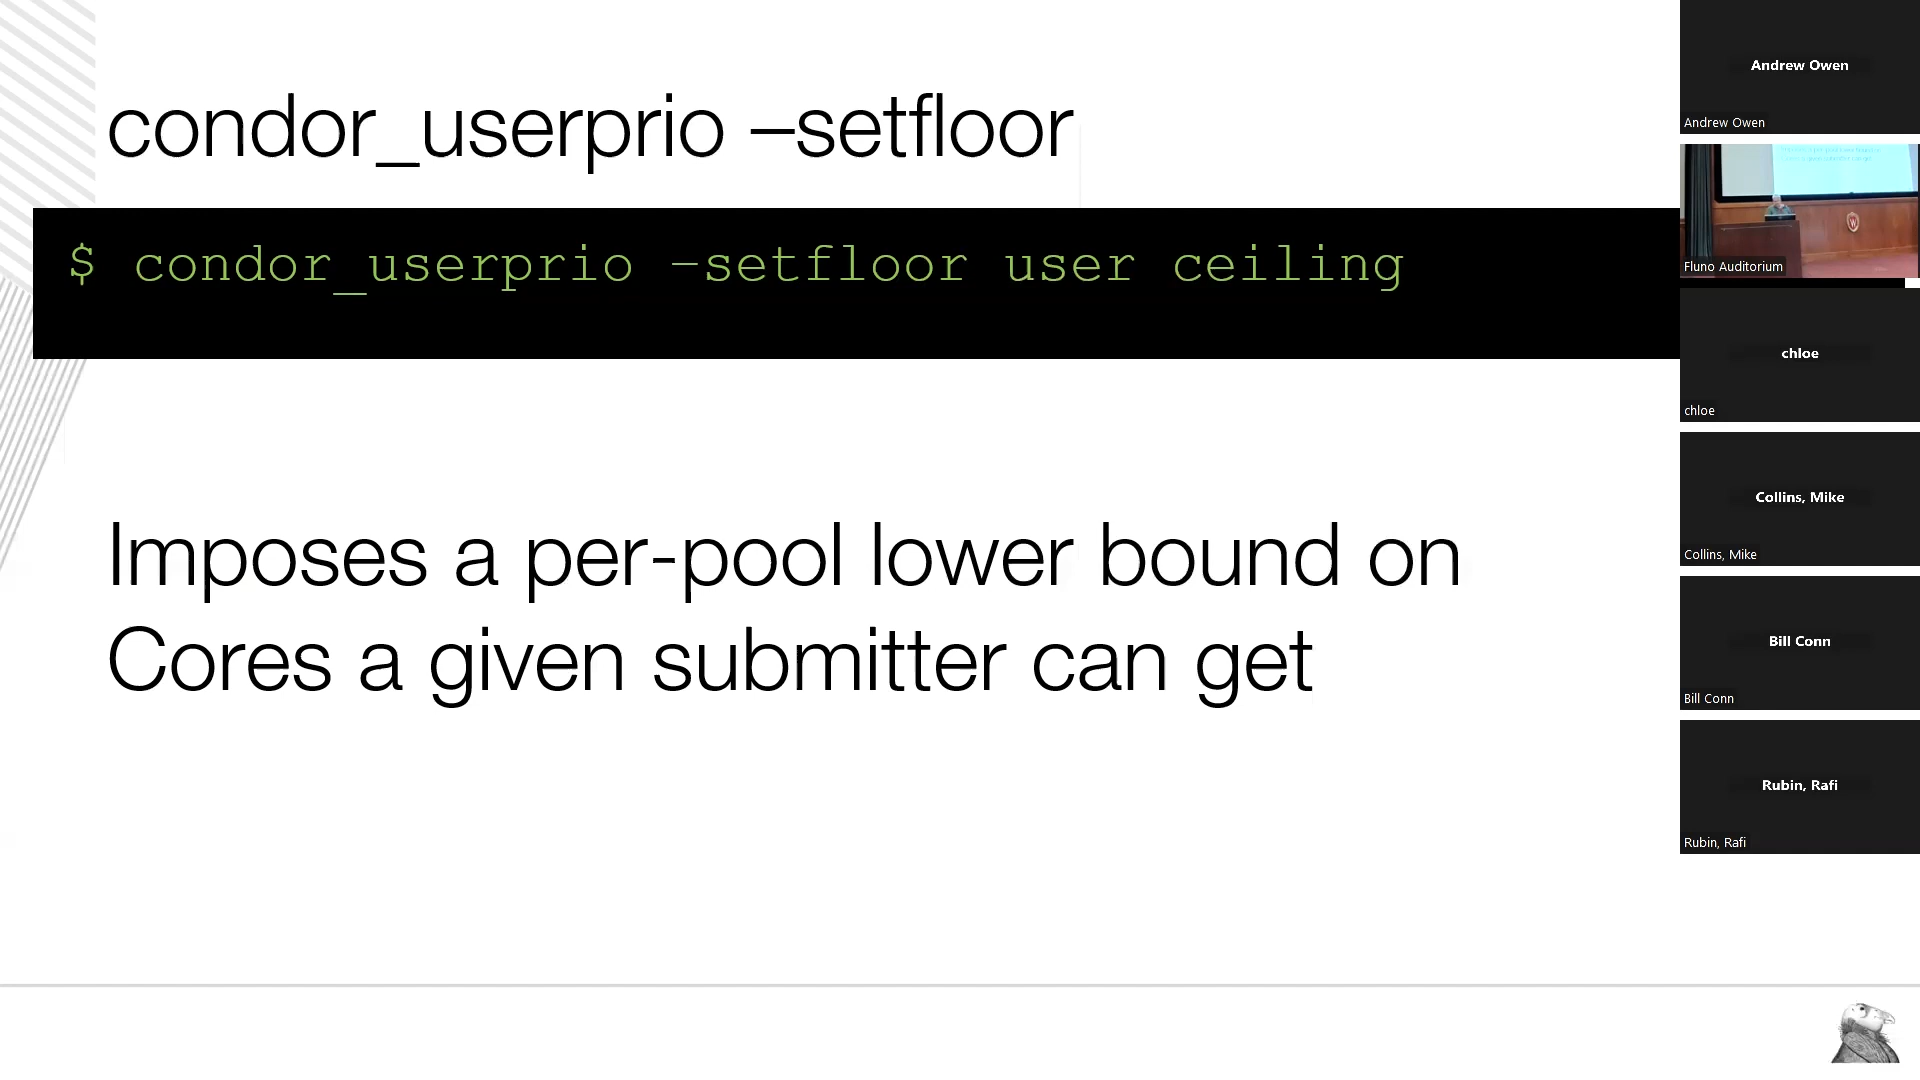 condor_userprio –setfloor
$ condor_userprio –setfloor user ceiling
Imposes a per-pool lower bound on
Cores a given submitter can get
Andrew Owen
Andrew Owen
Fluno Auditorium
chloe
chloe
Collins, Mike
Collins, Mike
Bill Conn
Bill Conn
Rubin, Rafi
Rubin, Rafi